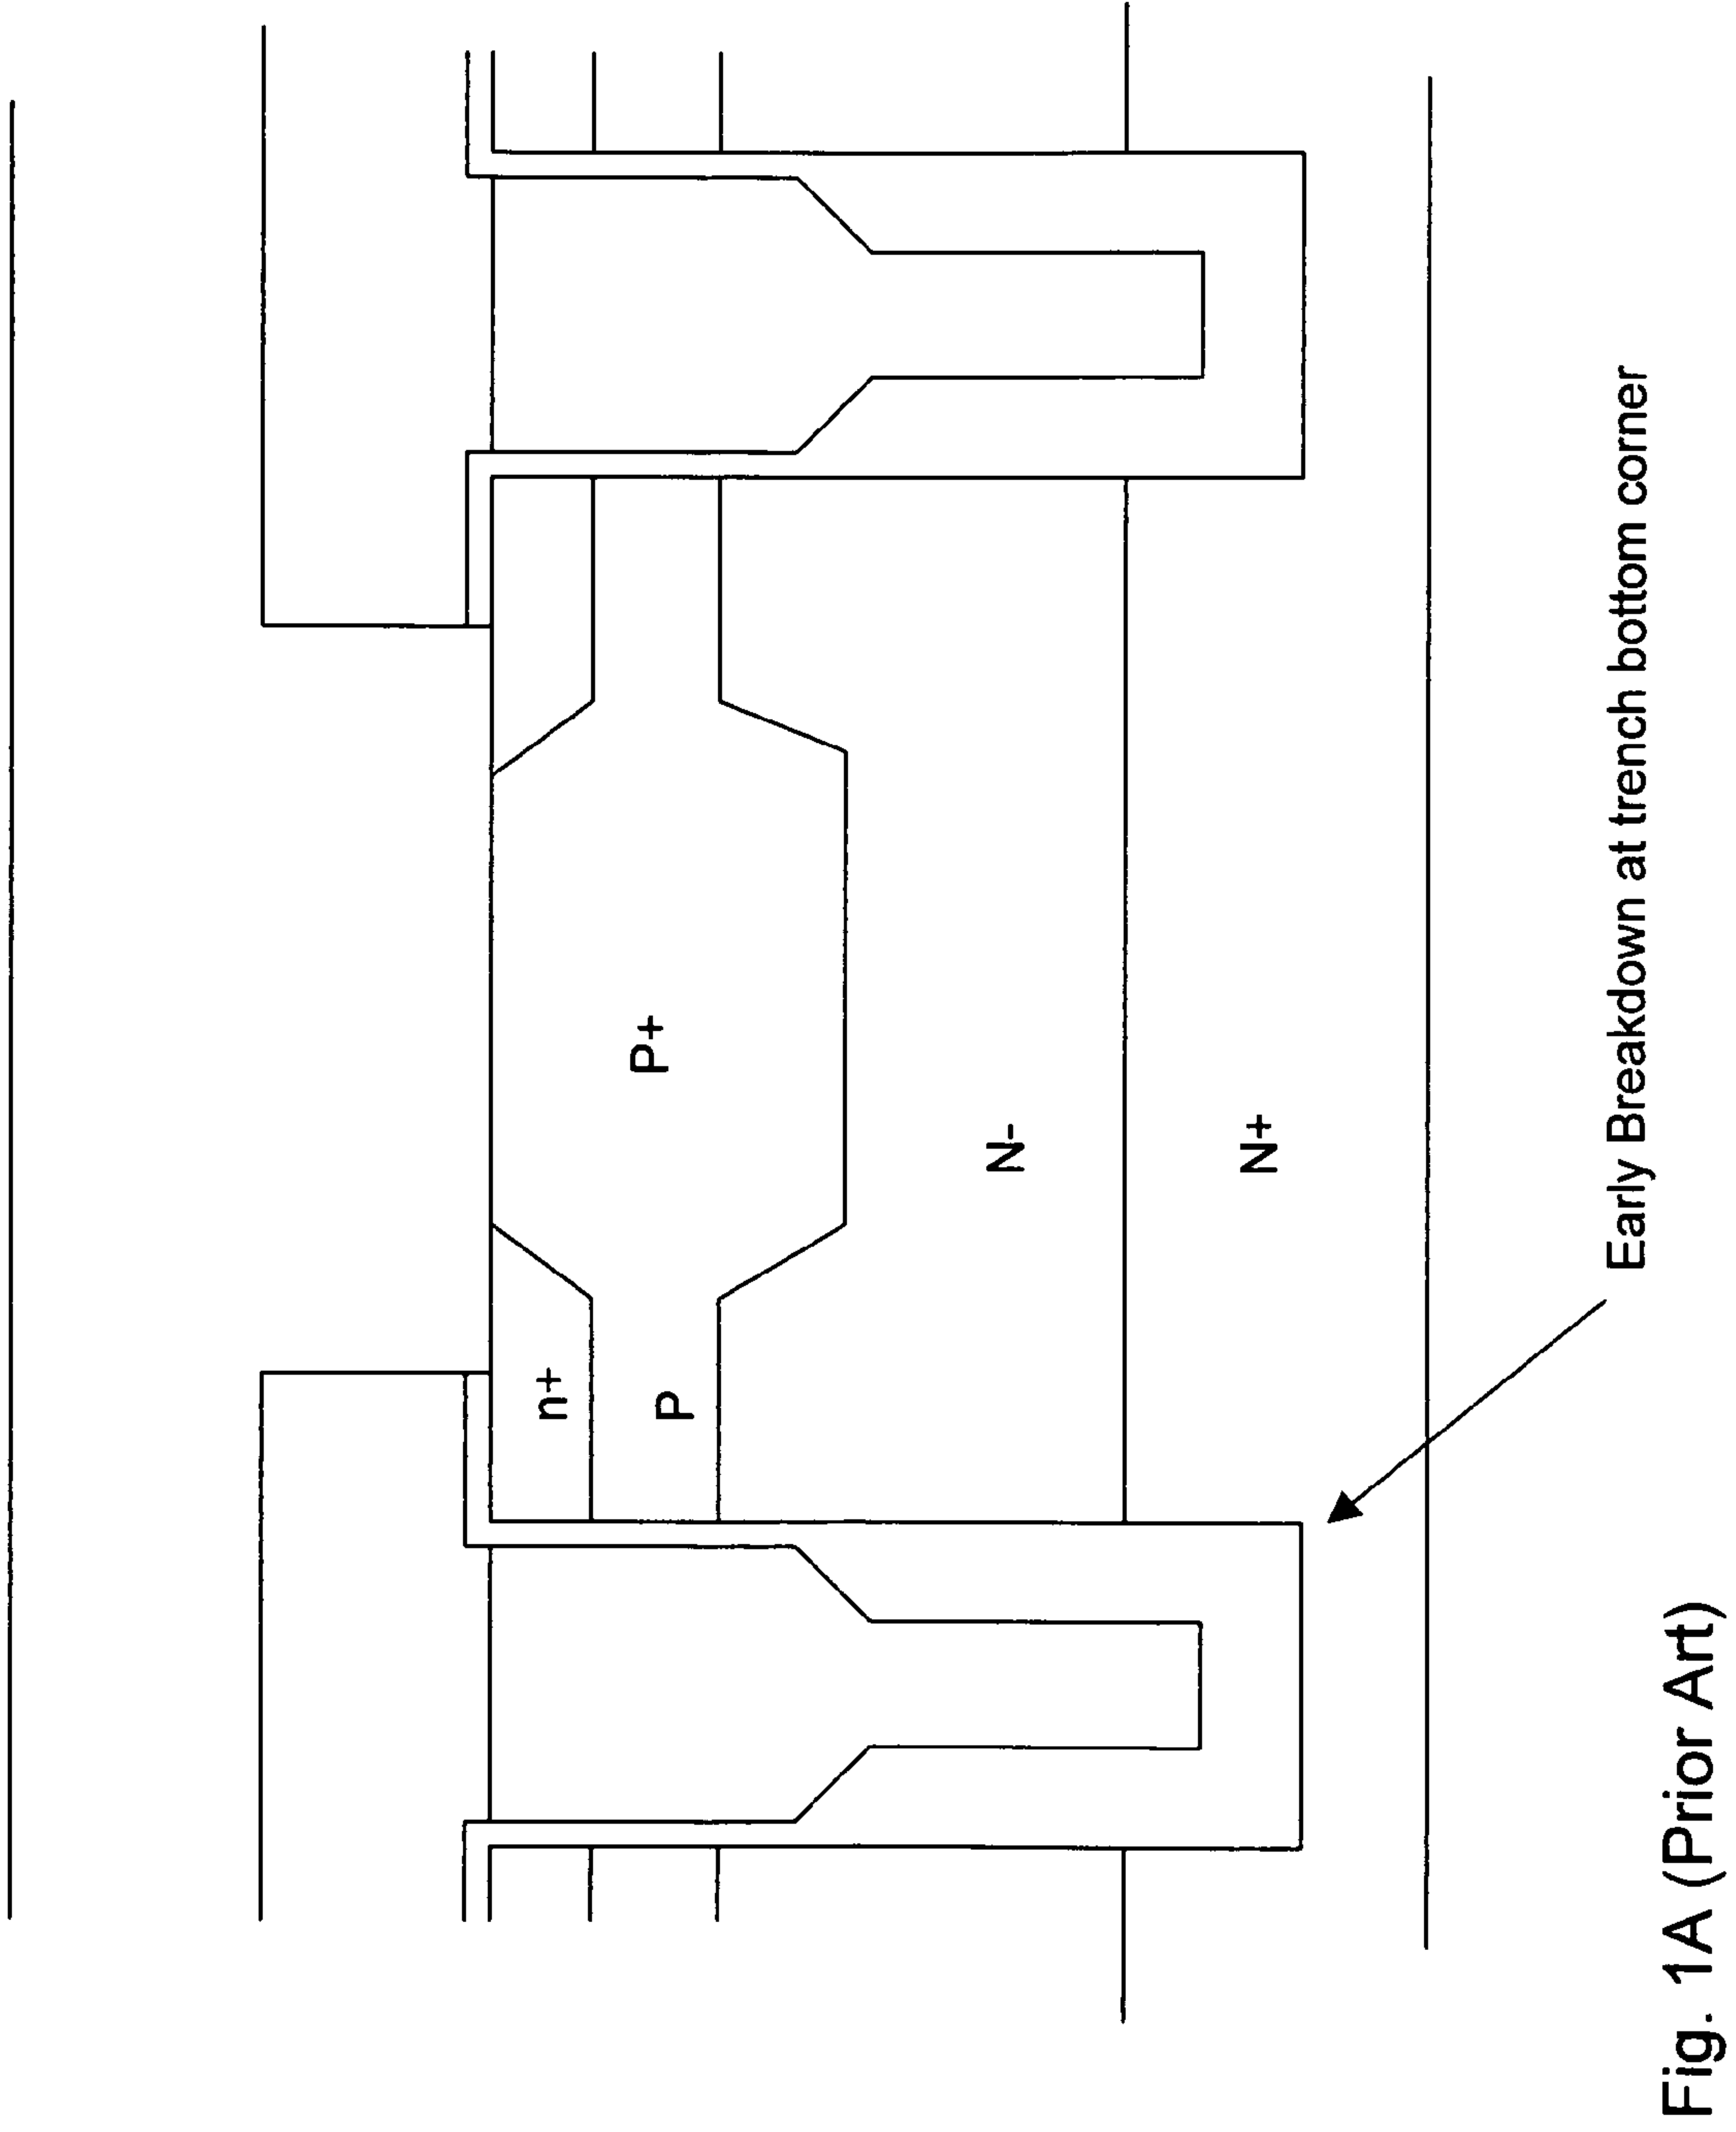 n+
P
P+
N-
N+
Early Breakdown at trench bottom corner
Fig. 1A (Prior Art)